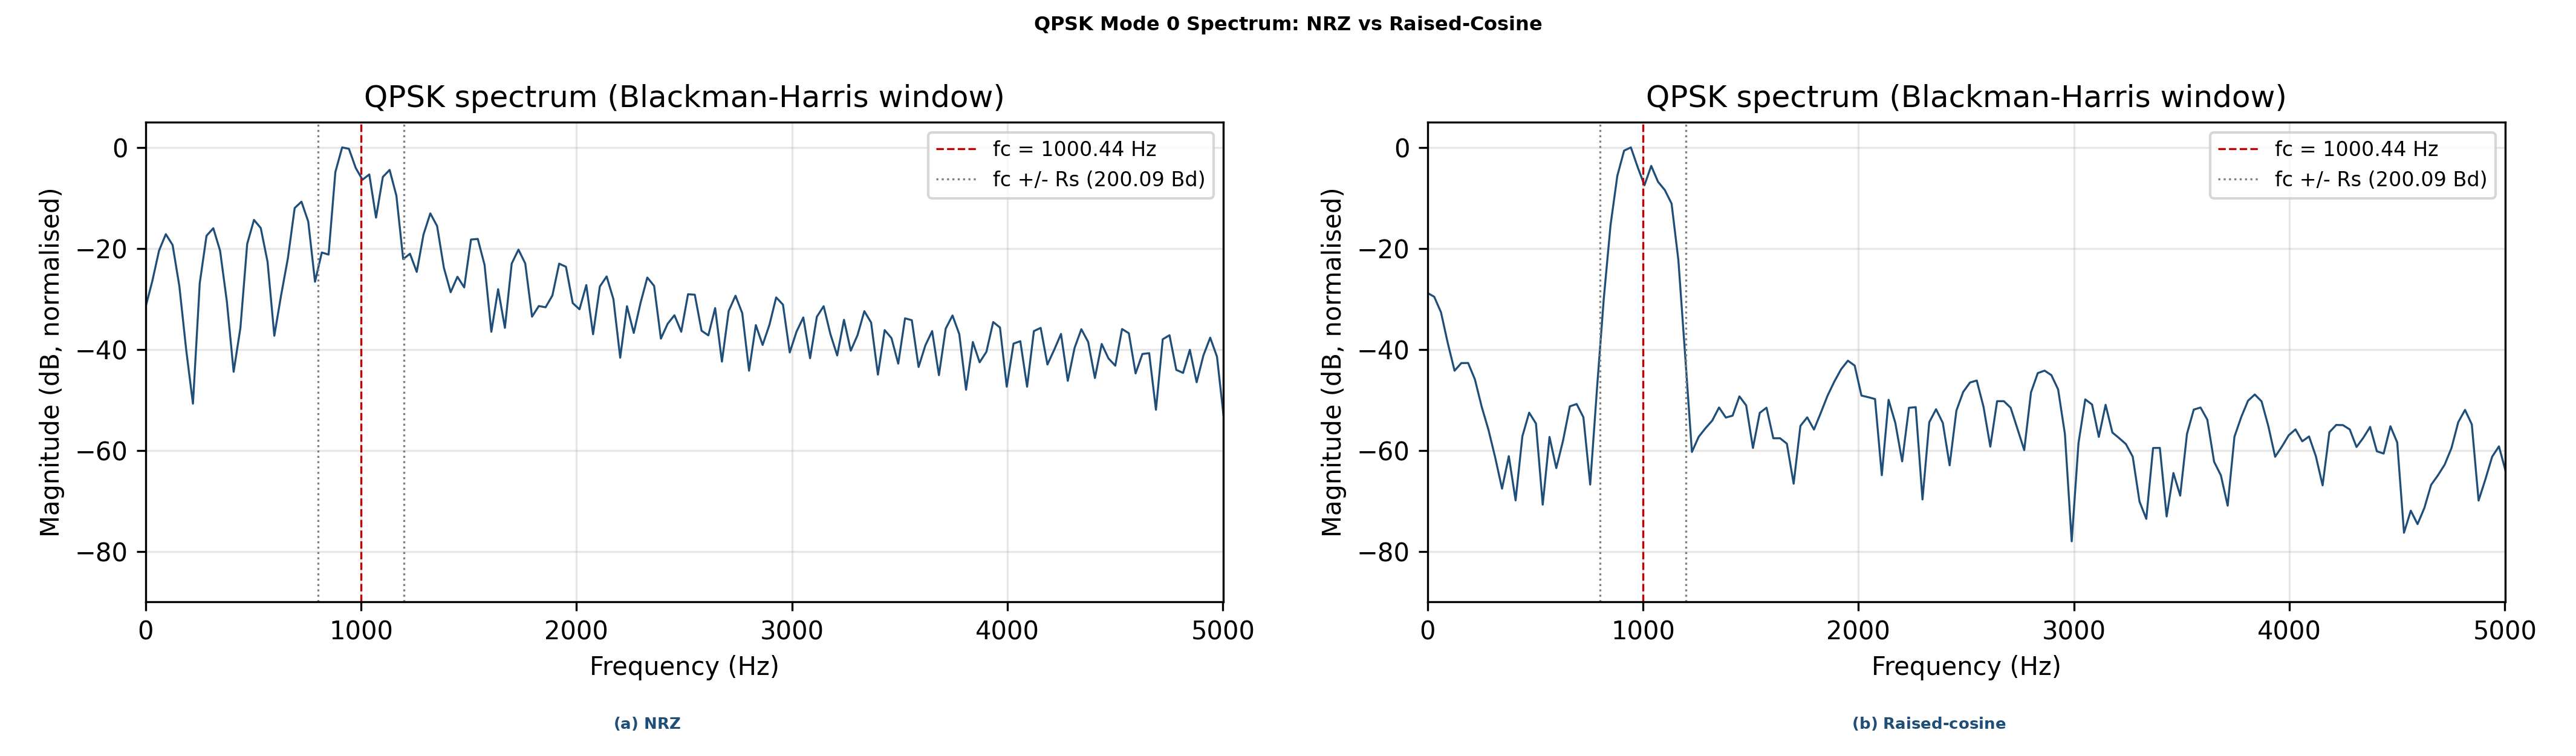 QPSK Mode 0 Spectrum: NRZ vs Raised-Cosine
QPSK spectrum (Blackman-Harris window)
fc = 1000.44 Hz
fc +/- Rs (200.09 Bd)
0
−20
−40
−60
−80
Magnitude (dB, normalised)
0 1000 2000 3000 4000 5000
Frequency (Hz)
(a) NRZ
QPSK spectrum (Blackman-Harris window)
fc = 1000.44 Hz
fc +/- Rs (200.09 Bd)
0
−20
−40
−60
−80
Magnitude (dB, normalised)
0 1000 2000 3000 4000 5000
Frequency (Hz)
(b) Raised-cosine